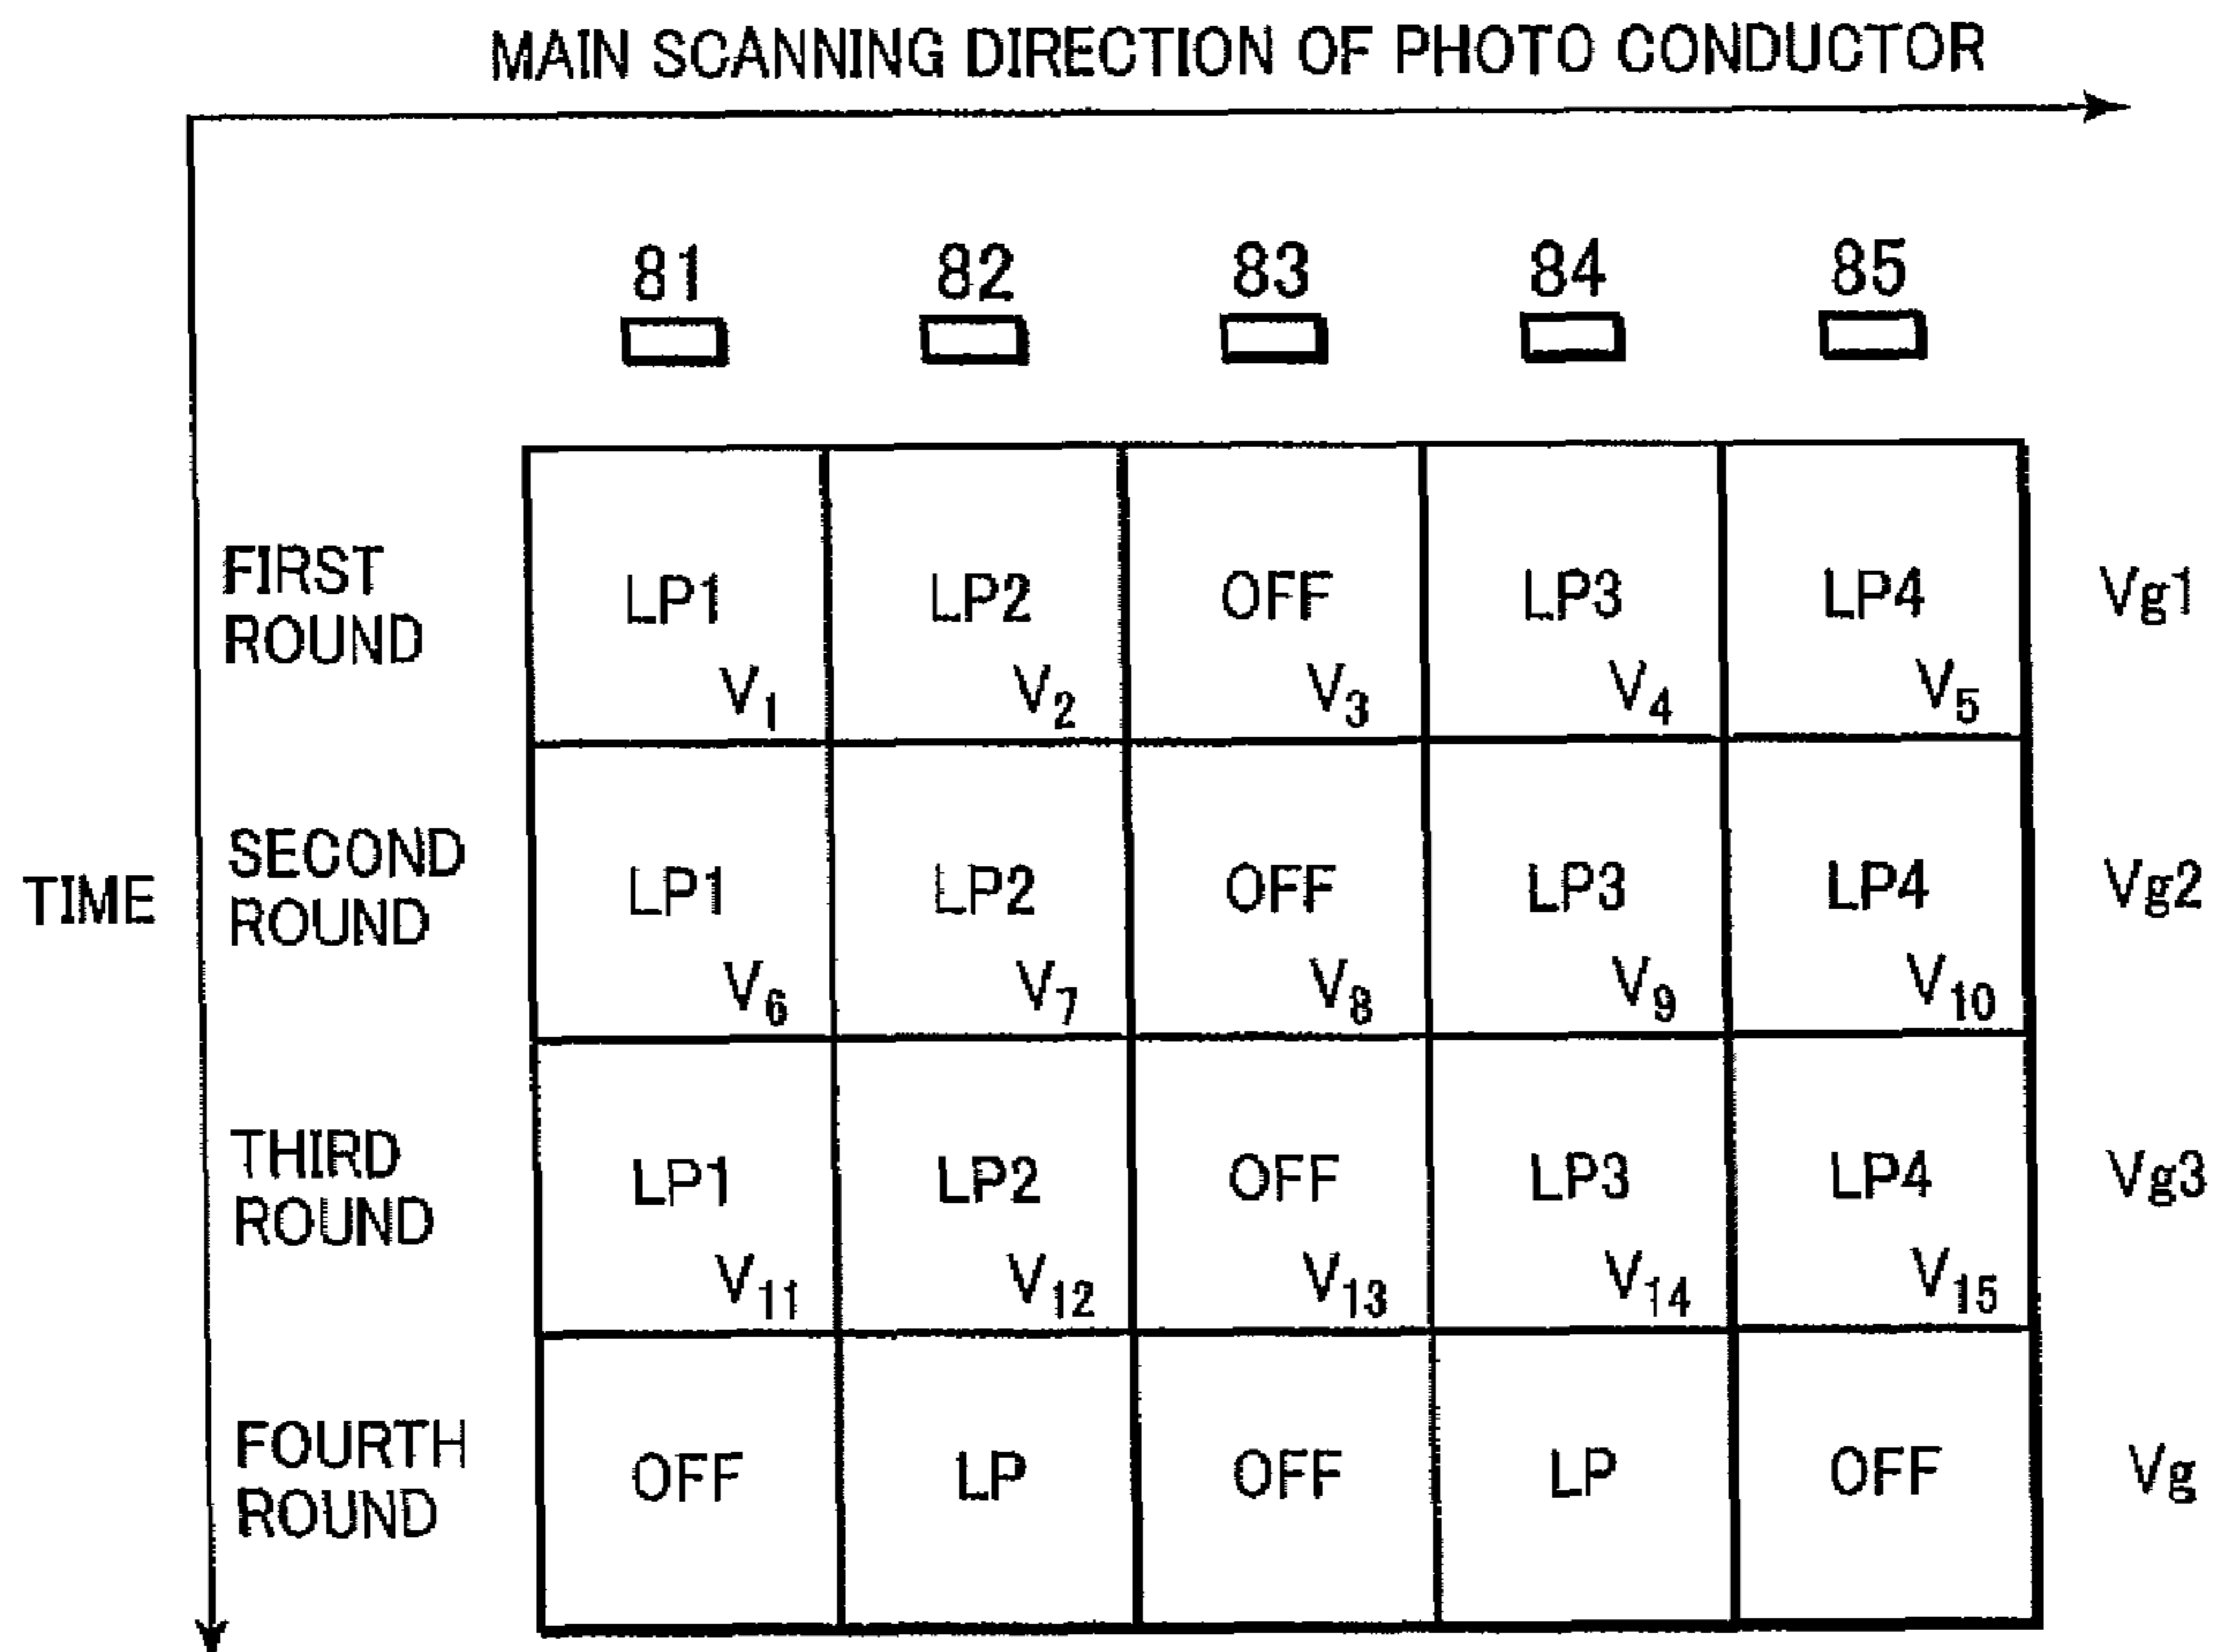 MAIN SCANNING DIRECTION OF PHOTO CONDUCTOR
81 82 83 84 85
FIRST
ROUND
LP1 LP2 OFF LP3 LP4 Vg1
V1 V2 V3 V4 V5
TIME
SECOND
ROUND
LP1 LP2 OFF LP3 LP4 Vg2
V6 V7 V8 V9 V10
THIRD
ROUND
LP1 LP2 OFF LP3 LP4 Vg3
V11 V12 V13 V14 V15
FOURTH
ROUND
OFF LP OFF LP OFF Vg